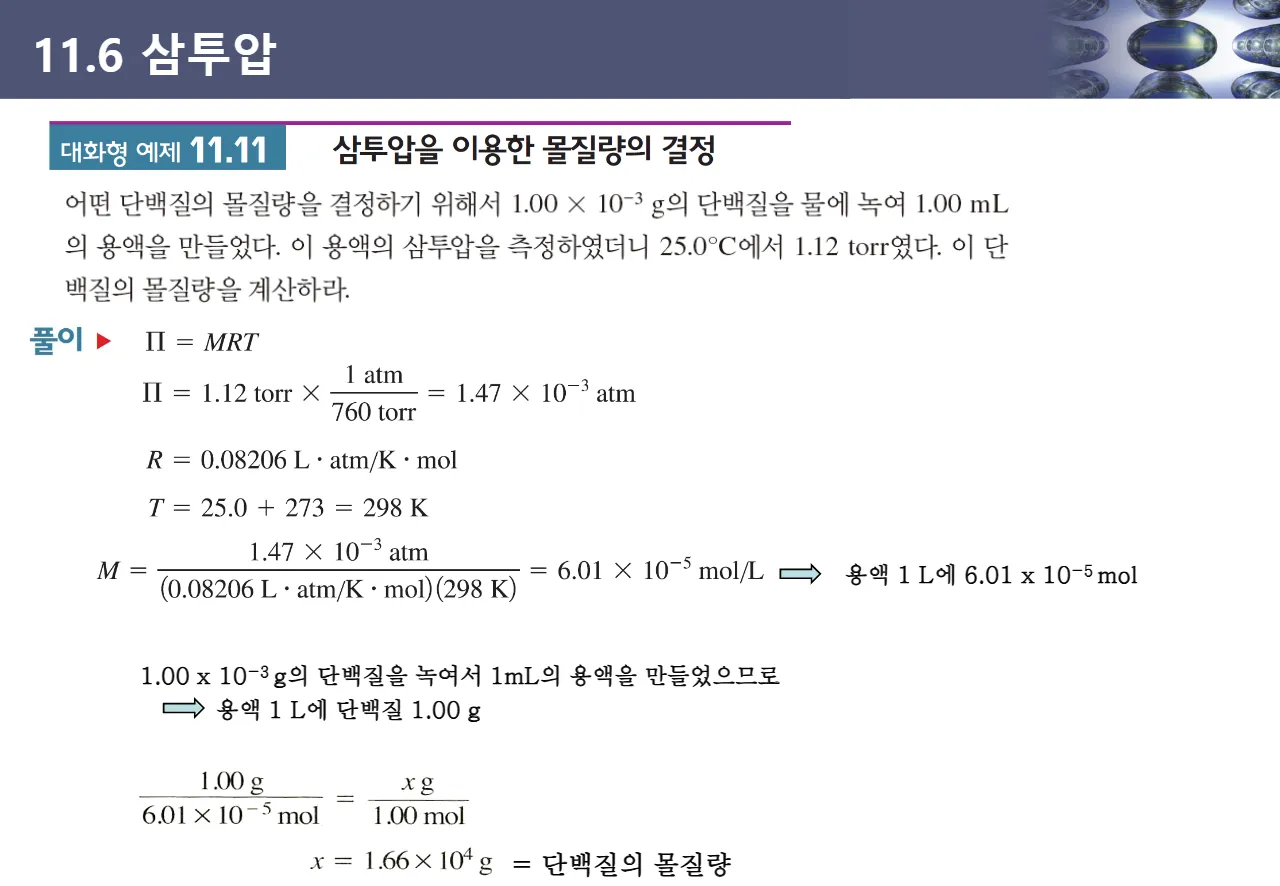 11.6 삼투압
대화형 예제 11.11 삼투압을 이용한 몰질량의 결정
어떤 단백질의 몰질량을 결정하기 위해서 1.00 × 10⁻³ g의 단백질을 물에 녹여 1.00 mL
의 용액을 만들었다. 이 용액의 삼투압을 측정하였더니 25.0°C에서 1.12 torr였다. 이 단
백질의 몰질량을 계산하라.
풀이 ▶ Π = MRT
Π = 1.12 torr × 1 atm / 760 torr = 1.47 × 10⁻³ atm
R = 0.08206 L · atm/K · mol
T = 25.0 + 273 = 298 K
M = 1.47 × 10⁻³ atm / (0.08206 L · atm/K · mol)(298 K) = 6.01 × 10⁻⁵ mol/L ⇨ 용액 1 L에 6.01 x 10⁻⁵ mol
1.00 x 10⁻³ g의 단백질을 녹여서 1mL의 용액을 만들었으므로
⇨ 용액 1 L에 단백질 1.00 g
1.00 g / 6.01 × 10⁻⁵ mol = x g / 1.00 mol
x = 1.66 × 10⁴ g = 단백질의 몰질량